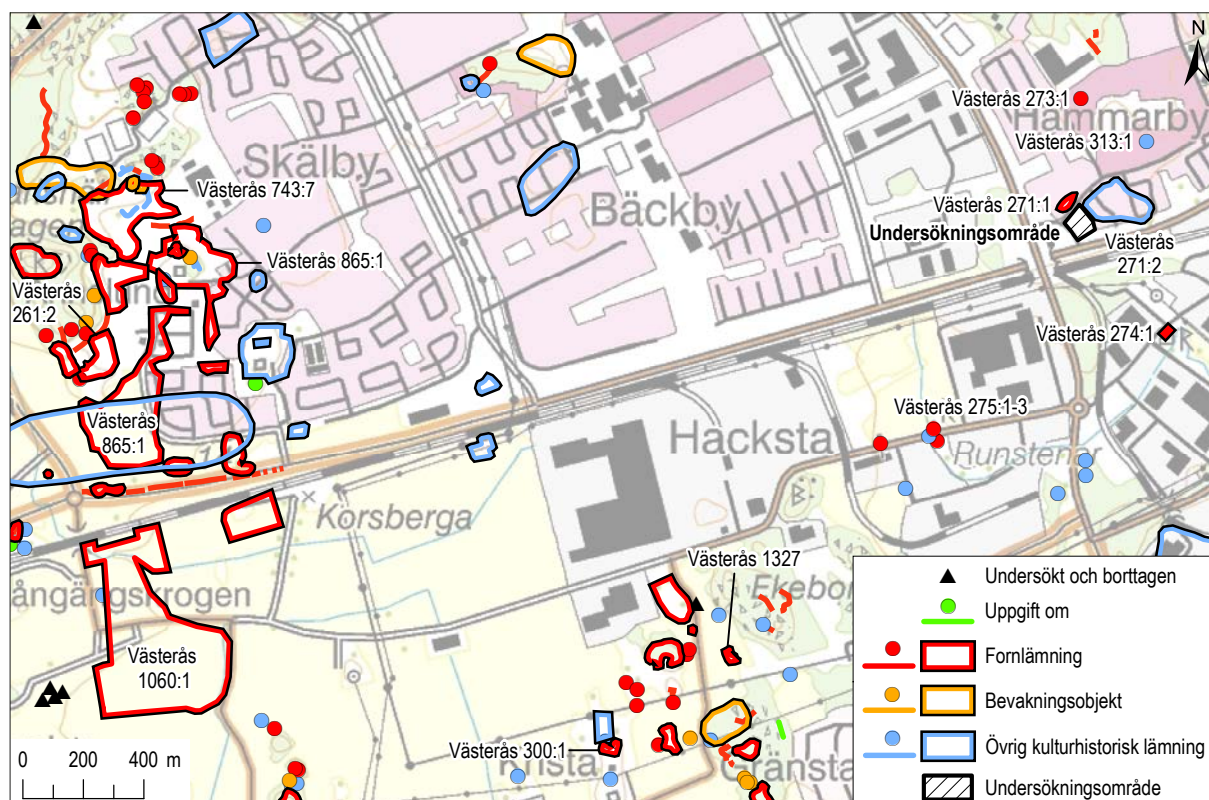 N
Västerås 273:1
Hammarby
Västerås 313:1
Skälby
Västerås 743:7
Bäckby
Västerås 271:1
Undersökningsområde
Västerås
271:2
Västerås 865:1
Västerås
261:2
Västerås 274:1
Västerås
865:1
Västerås 275:1-3
Hacksta
Runstenar
Korsberga
Västerås 1327
Ekebor
ångängskrogen
Västerås
1060:1
Västerås 300:1
Krista
Gränsta
0 200 400 m
Undersökt och borttagen
Uppgift om
Fornlämning
Bevakningsobjekt
Övrig kulturhistorisk lämning
Undersökningsområde